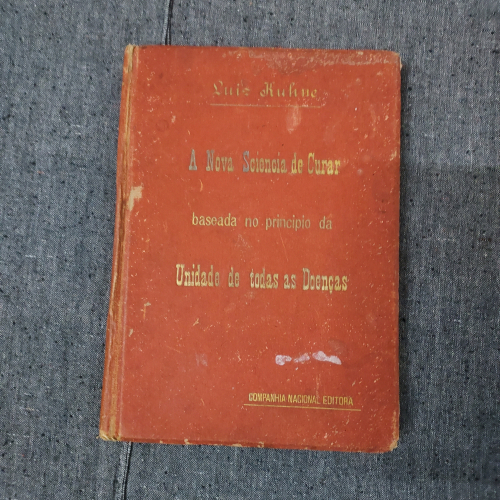 Luiz Kuhne
A Nova Sciencia de Curar
baseada no principio da
Unidade de todas as Doenças
COMPANHIA NACIONAL EDITORA